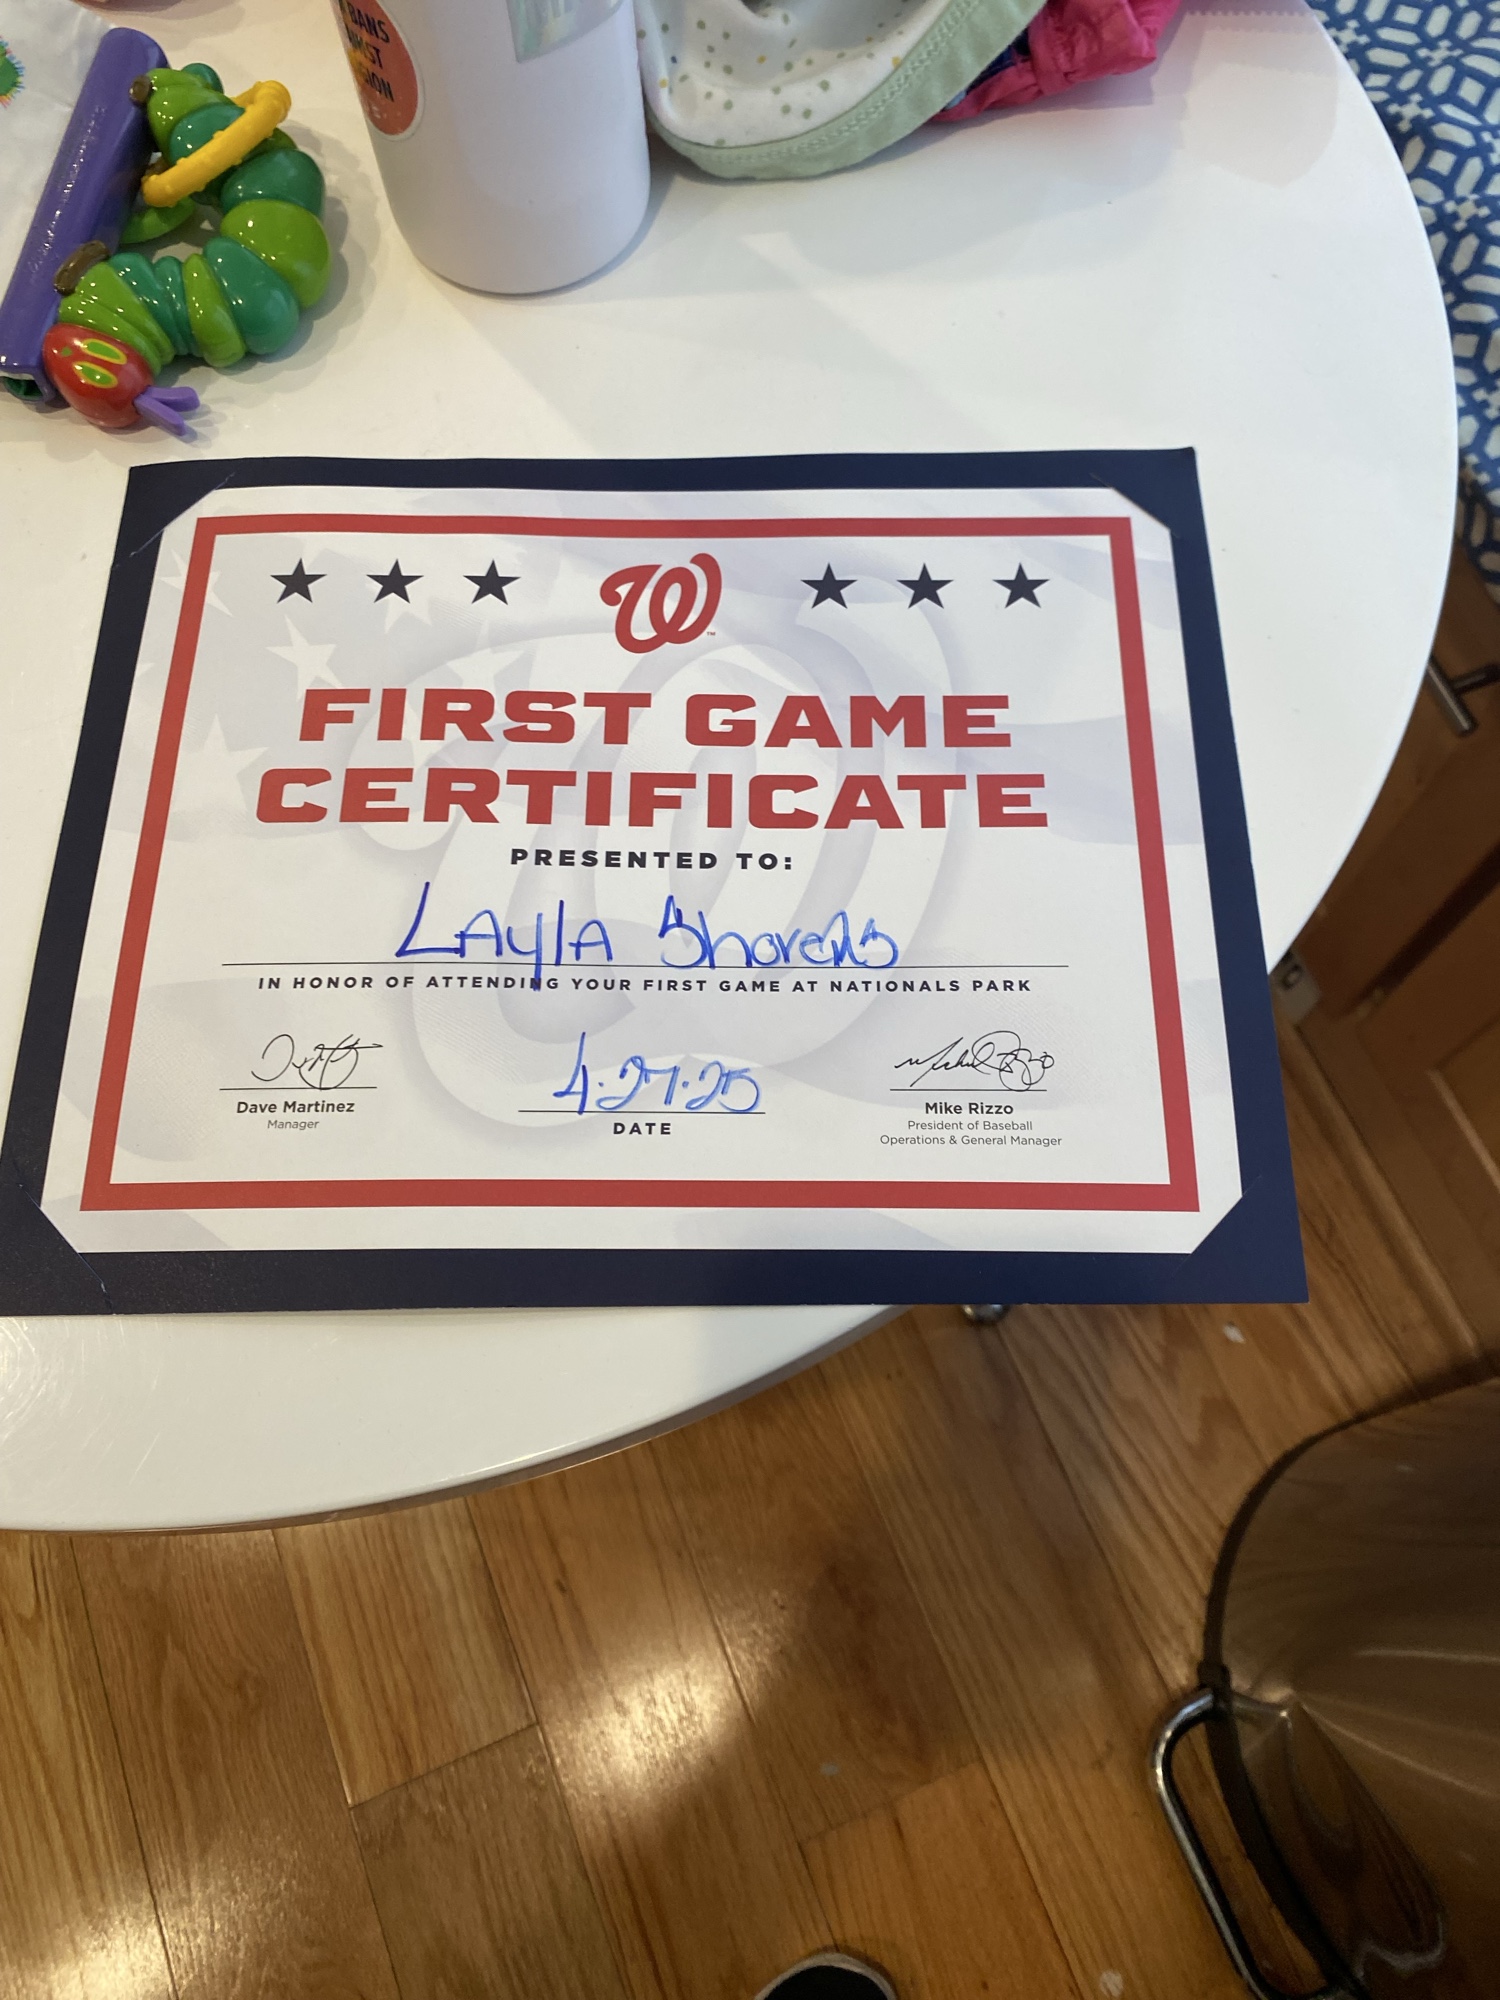 BANS
FIRST GAME
CERTIFICATE
PRESENTED TO:
LAylA
IN HONOR OF ATTENDING YOUR FIRST GAME AT NATIONALS PARK
4.27.25
Dave Martinez
Manager
DATE
Mike Rizzo
President of Baseball
Operations & General Manager